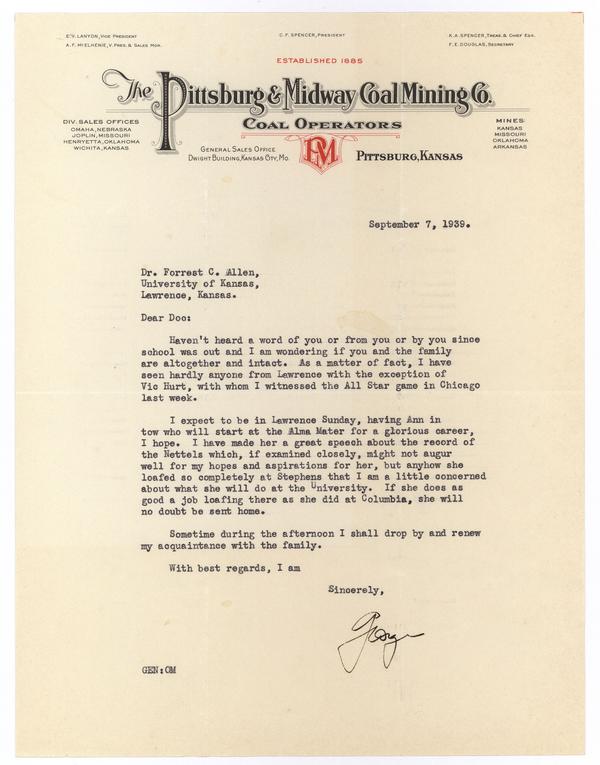 E.V. LANYON, VICE PRESIDENT
A.F. McELHENIE, V. PRES. & SALES MGR.
C.F. SPENCER, PRESIDENT
K.A. SPENCER, TREAS. & CHIEF ENG.
F.E. DOUGLAS, SECRETARY
ESTABLISHED 1885
The Pittsburg & Midway Coal Mining Co.
COAL OPERATORS
DIV. SALES OFFICES
OMAHA, NEBRASKA
JOPLIN, MISSOURI
HENRYETTA, OKLAHOMA
WICHITA, KANSAS
GENERAL SALES OFFICE
DWIGHT BUILDING, KANSAS CITY, MO.
PM
PITTSBURG, KANSAS
MINES:
KANSAS
MISSOURI
OKLAHOMA
ARKANSAS
September 7, 1939.
Dr. Forrest C. Allen,
University of Kansas,
Lawrence, Kansas.
Dear Doc:
Haven't heard a word of you or from you or by you since
school was out and I am wondering if you and the family
are altogether and intact. As a matter of fact, I have
seen hardly anyone from Lawrence with the exception of
Vic Hurt, with whom I witnessed the All Star game in Chicago
last week.
I expect to be in Lawrence Sunday, having Ann in
tow who will start at the Alma Mater for a glorious career,
I hope. I have made her a great speech about the record of
the Nettels which, if examined closely, might not augur
well for my hopes and aspirations for her, but anyhow she
loafed so completely at Stephens that I am a little concerned
about what she will do at the University. If she does as
good a job loafing there as she did at Columbia, she will
no doubt be sent home.
Sometime during the afternoon I shall drop by and renew
my acquaintance with the family.
With best regards, I am
Sincerely,
George
GEN:OM